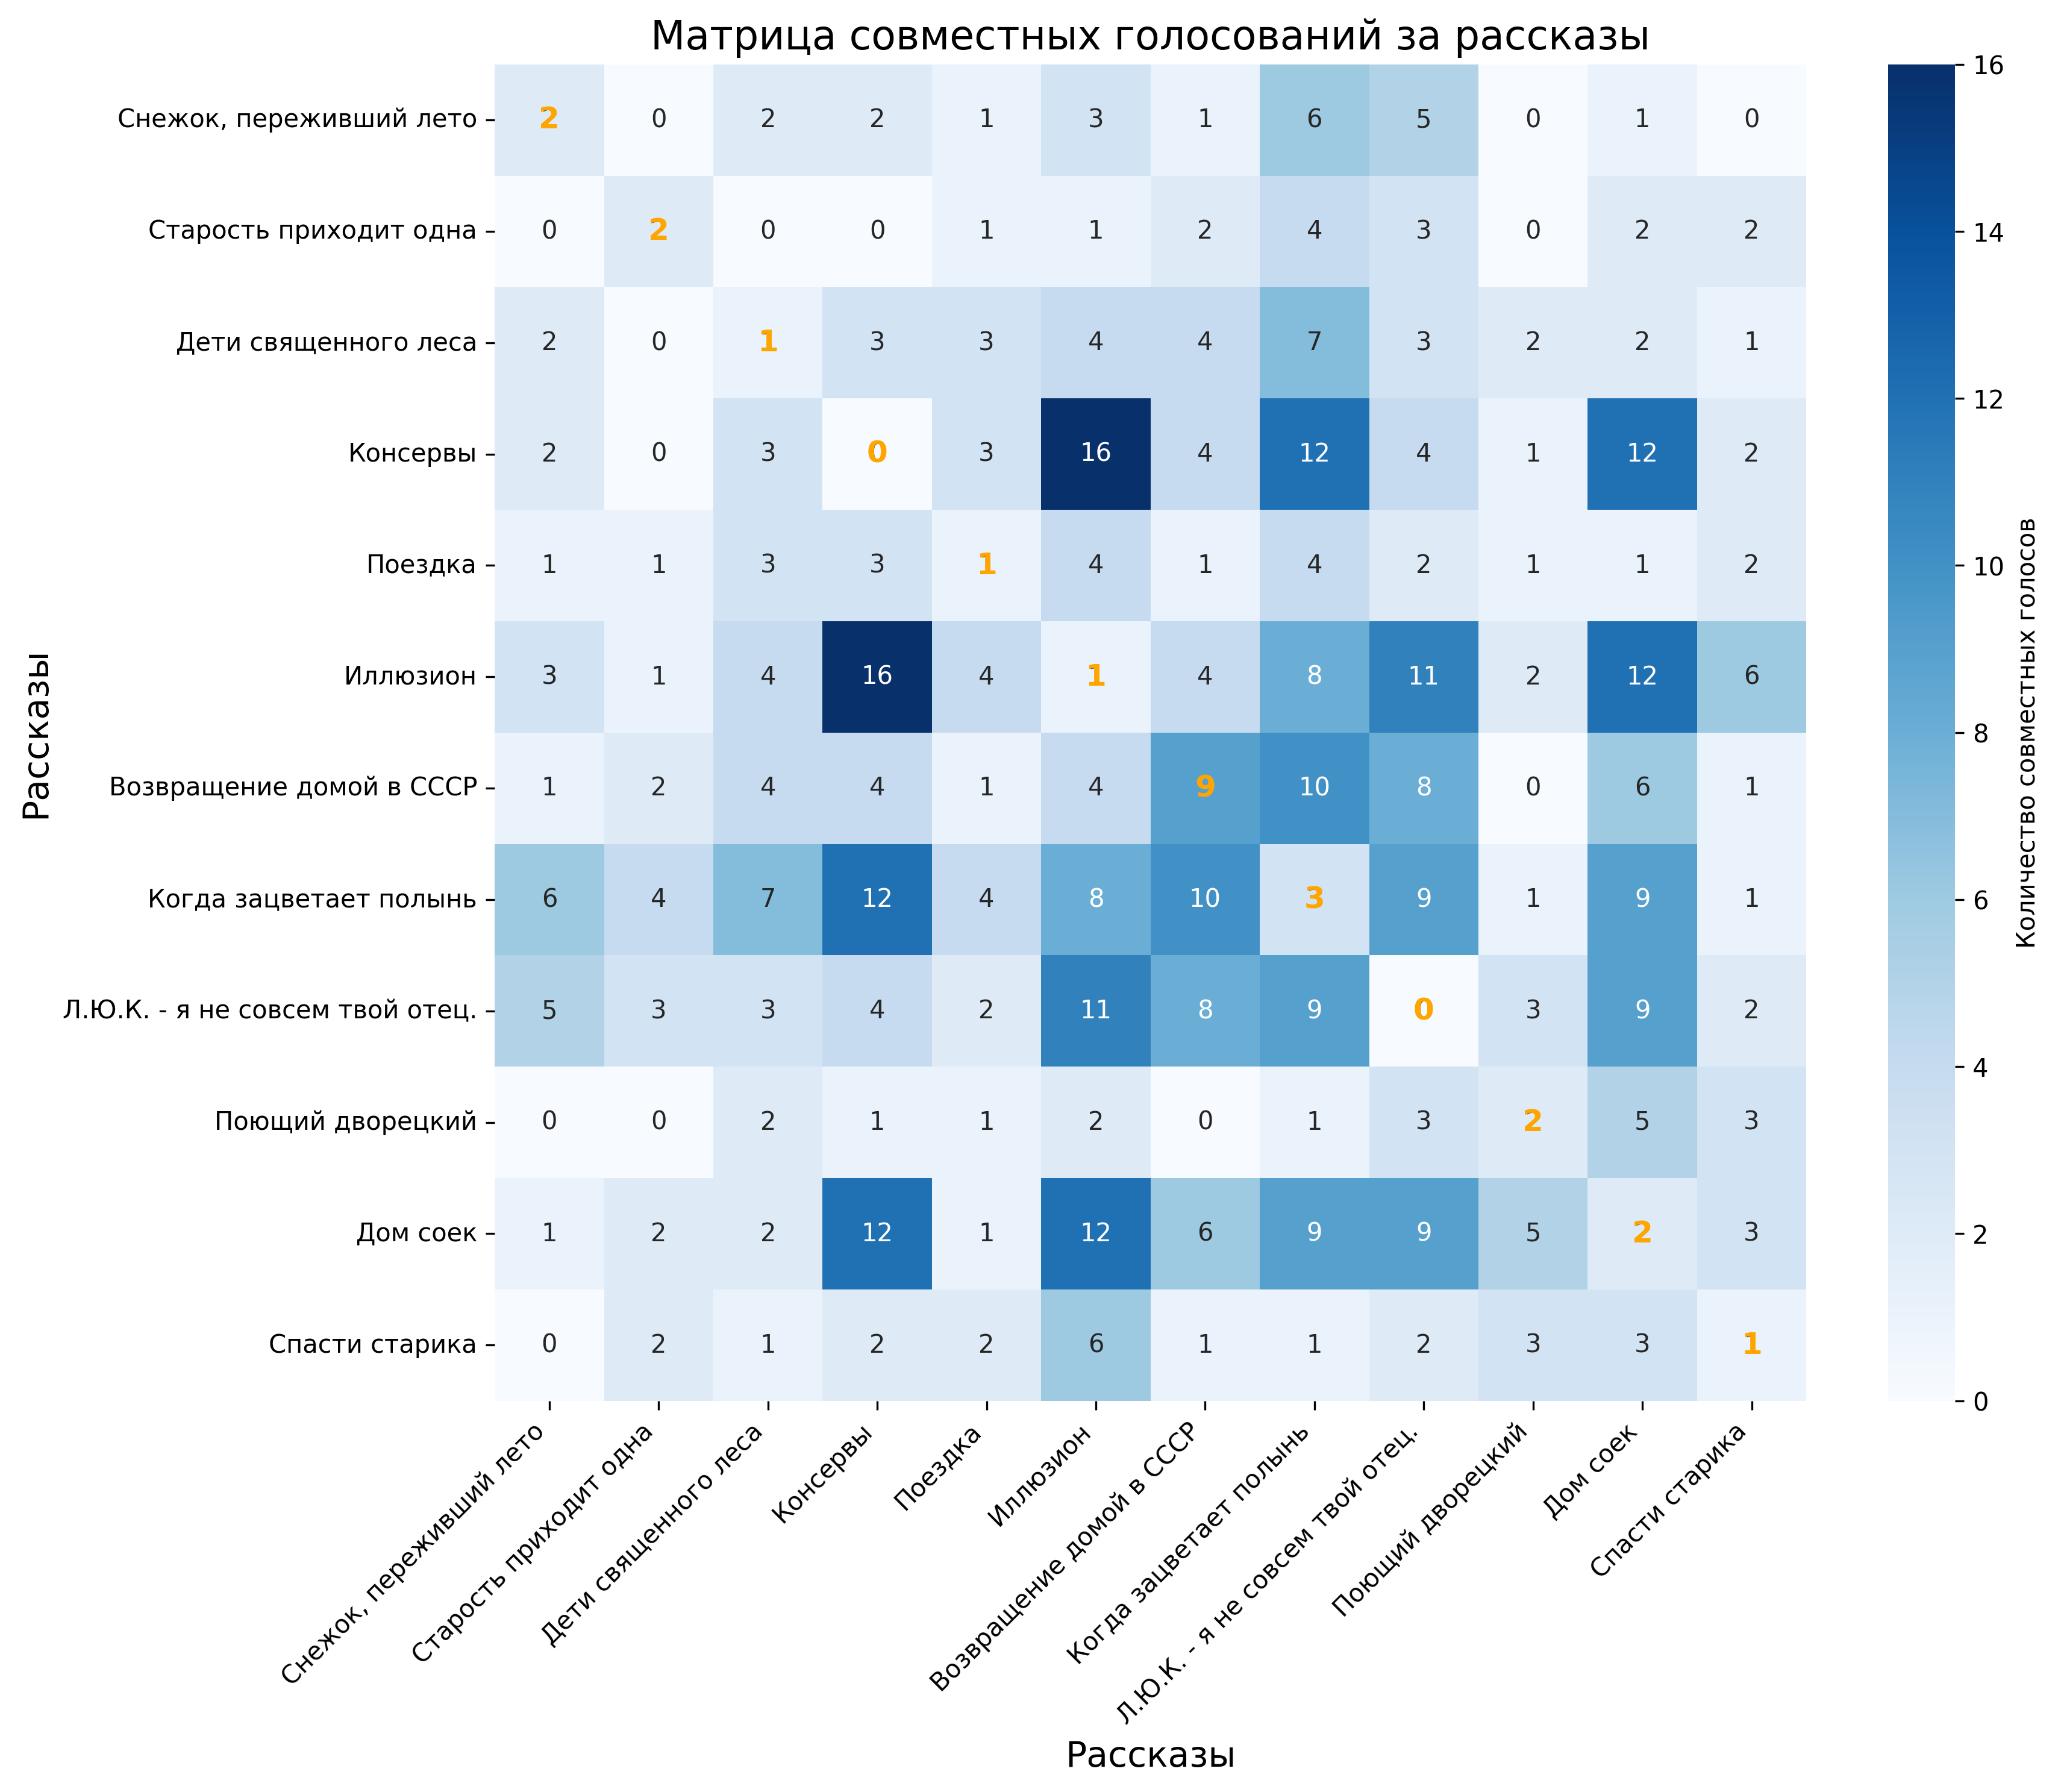 Матрица совместных голосований за рассказы
Снежок, переживший лето 2 0 2 2 1 3 1 6 5 0 1 0
Старость приходит одна 0 2 0 0 1 1 2 4 3 0 2 2
Дети священного леса 2 0 1 3 3 4 4 7 3 2 2 1
Консервы 2 0 3 0 3 16 4 12 4 1 12 2
Поездка 1 1 3 3 1 4 1 4 2 1 1 2
Иллюзион 3 1 4 16 4 1 4 8 11 2 12 6
Возвращение домой в СССР 1 2 4 4 1 4 9 10 8 0 6 1
Когда зацветает полынь 6 4 7 12 4 8 10 3 9 1 9 1
Л.Ю.К. - я не совсем твой отец. 5 3 3 4 2 11 8 9 0 3 9 2
Поющий дворецкий 0 0 2 1 1 2 0 1 3 2 5 3
Дом соек 1 2 2 12 1 12 6 9 9 5 2 3
Спасти старика 0 2 1 2 2 6 1 1 2 3 3 1
Рассказы
Снежок, переживший лето
Старость приходит одна
Дети священного леса
Консервы
Поездка
Иллюзион
Возвращение домой в СССР
Когда зацветает полынь
Л.Ю.К. - я не совсем твой отец.
Поющий дворецкий
Дом соек
Спасти старика
Рассказы
16
14
12
10
8
6
4
2
0
Количество совместных голосов